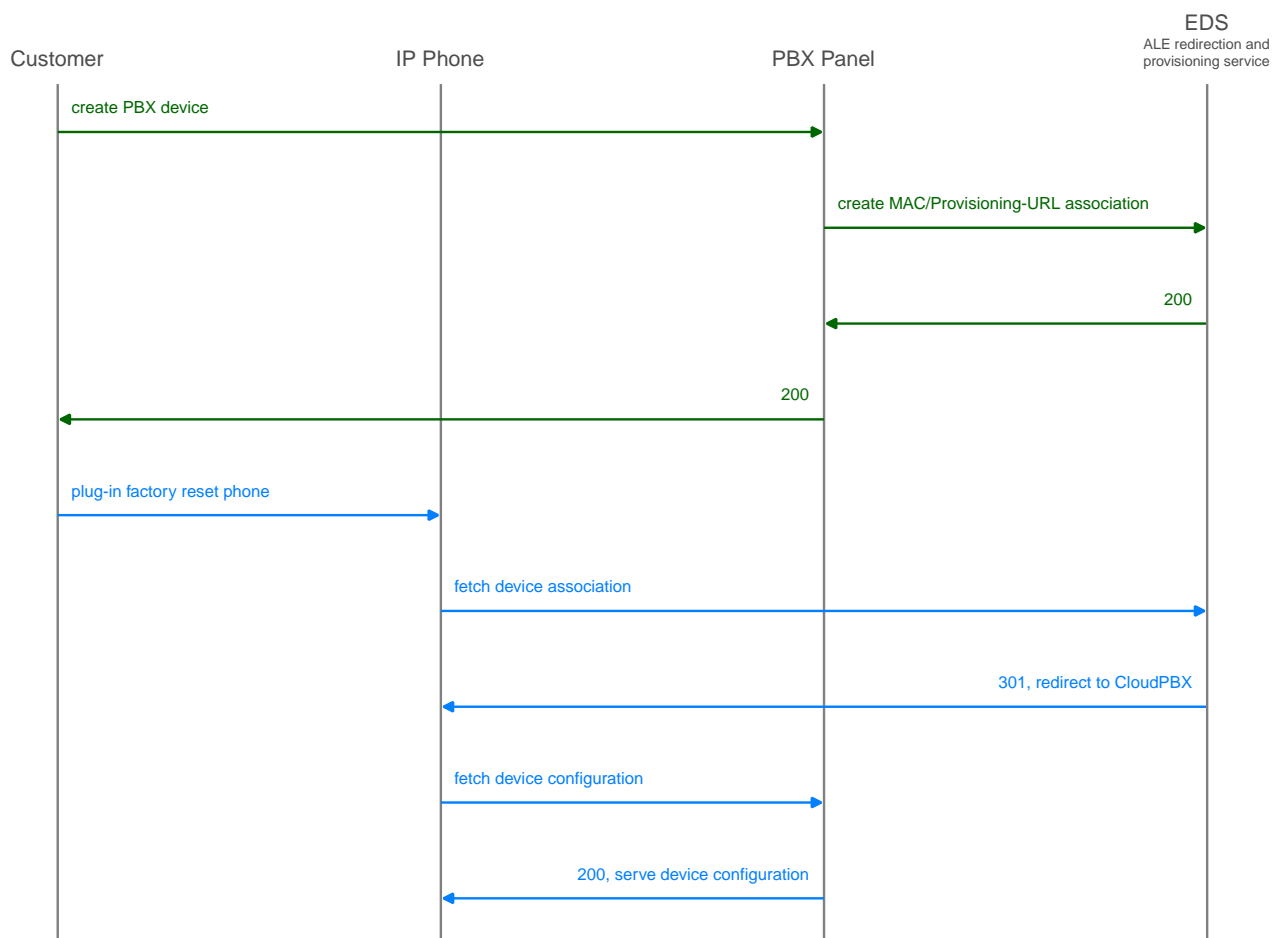 EDS
ALE redirection and
provisioning service
Customer
IP Phone
PBX Panel
create PBX device
create MAC/Provisioning-URL association
200
200
plug-in factory reset phone
fetch device association
301, redirect to CloudPBX
fetch device configuration
200, serve device configuration